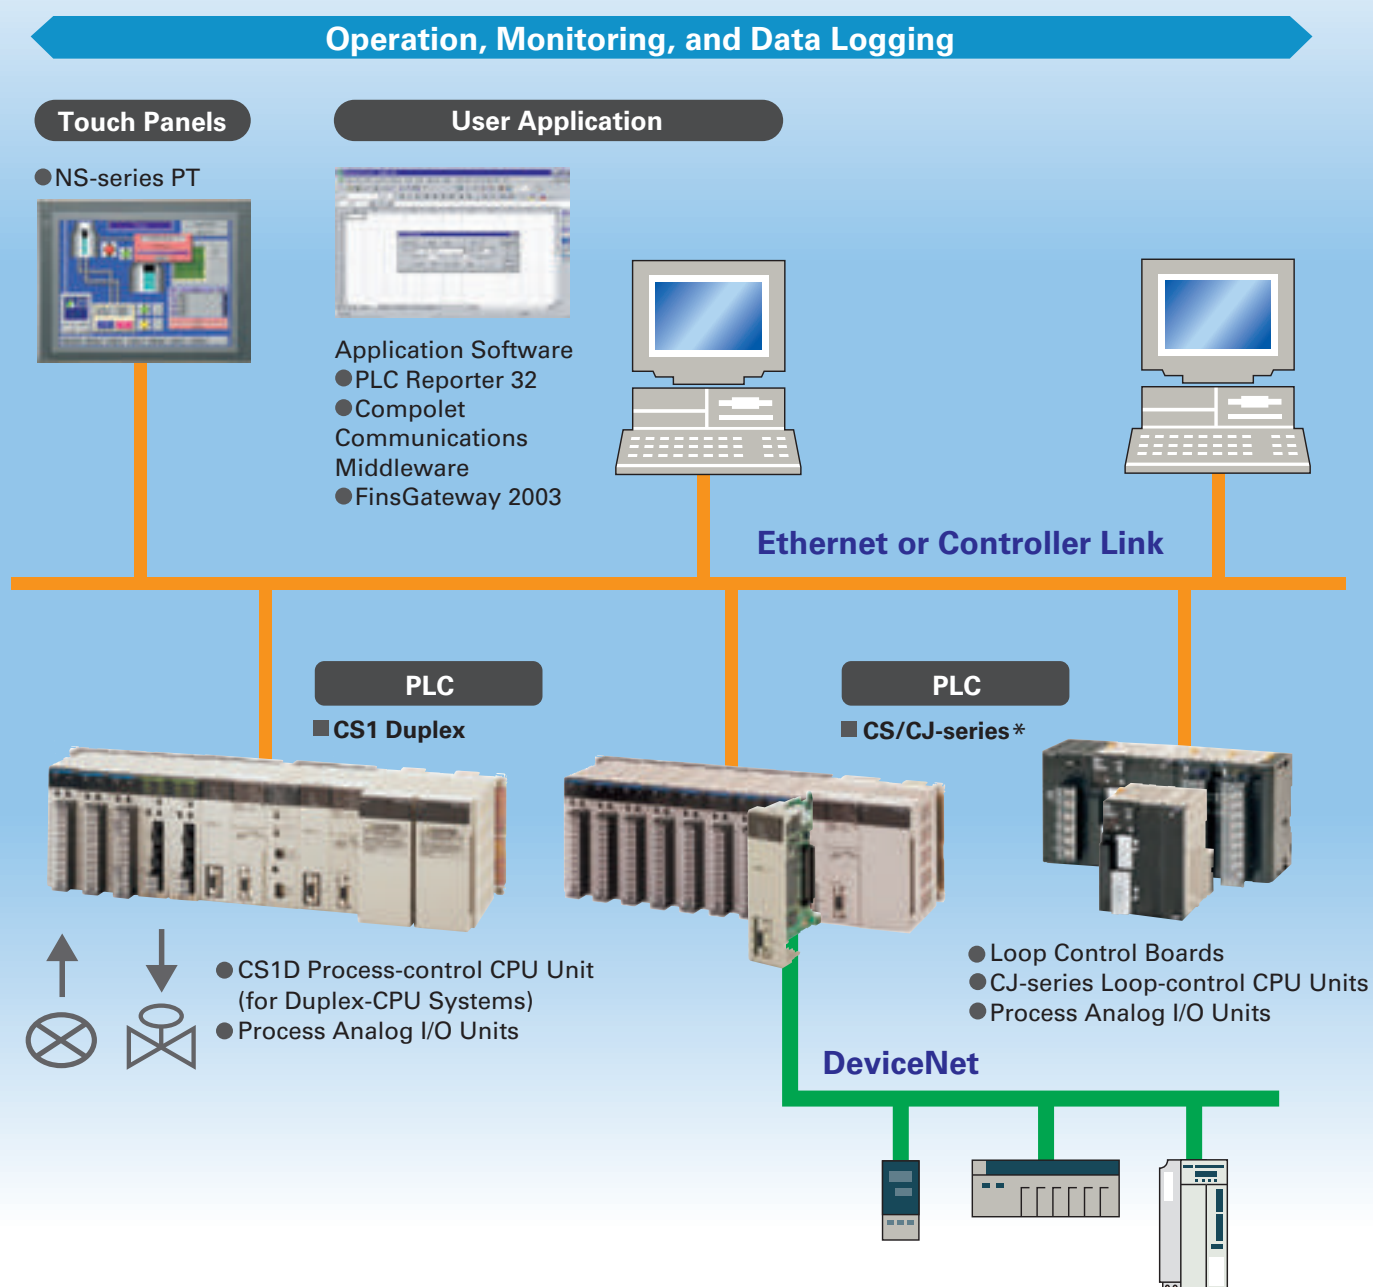 Operation, Monitoring, and Data Logging
Touch Panels
User Application
●NS-series PT
Application Software
●PLC Reporter 32
●Compolet
Communications
Middleware
●FinsGateway 2003
Ethernet or Controller Link
PLC
■CS1 Duplex
PLC
■CS/CJ-series*
●CS1D Process-control CPU Unit
(for Duplex-CPU Systems)
●Process Analog I/O Units
●Loop Control Boards
●CJ-series Loop-control CPU Units
●Process Analog I/O Units
DeviceNet